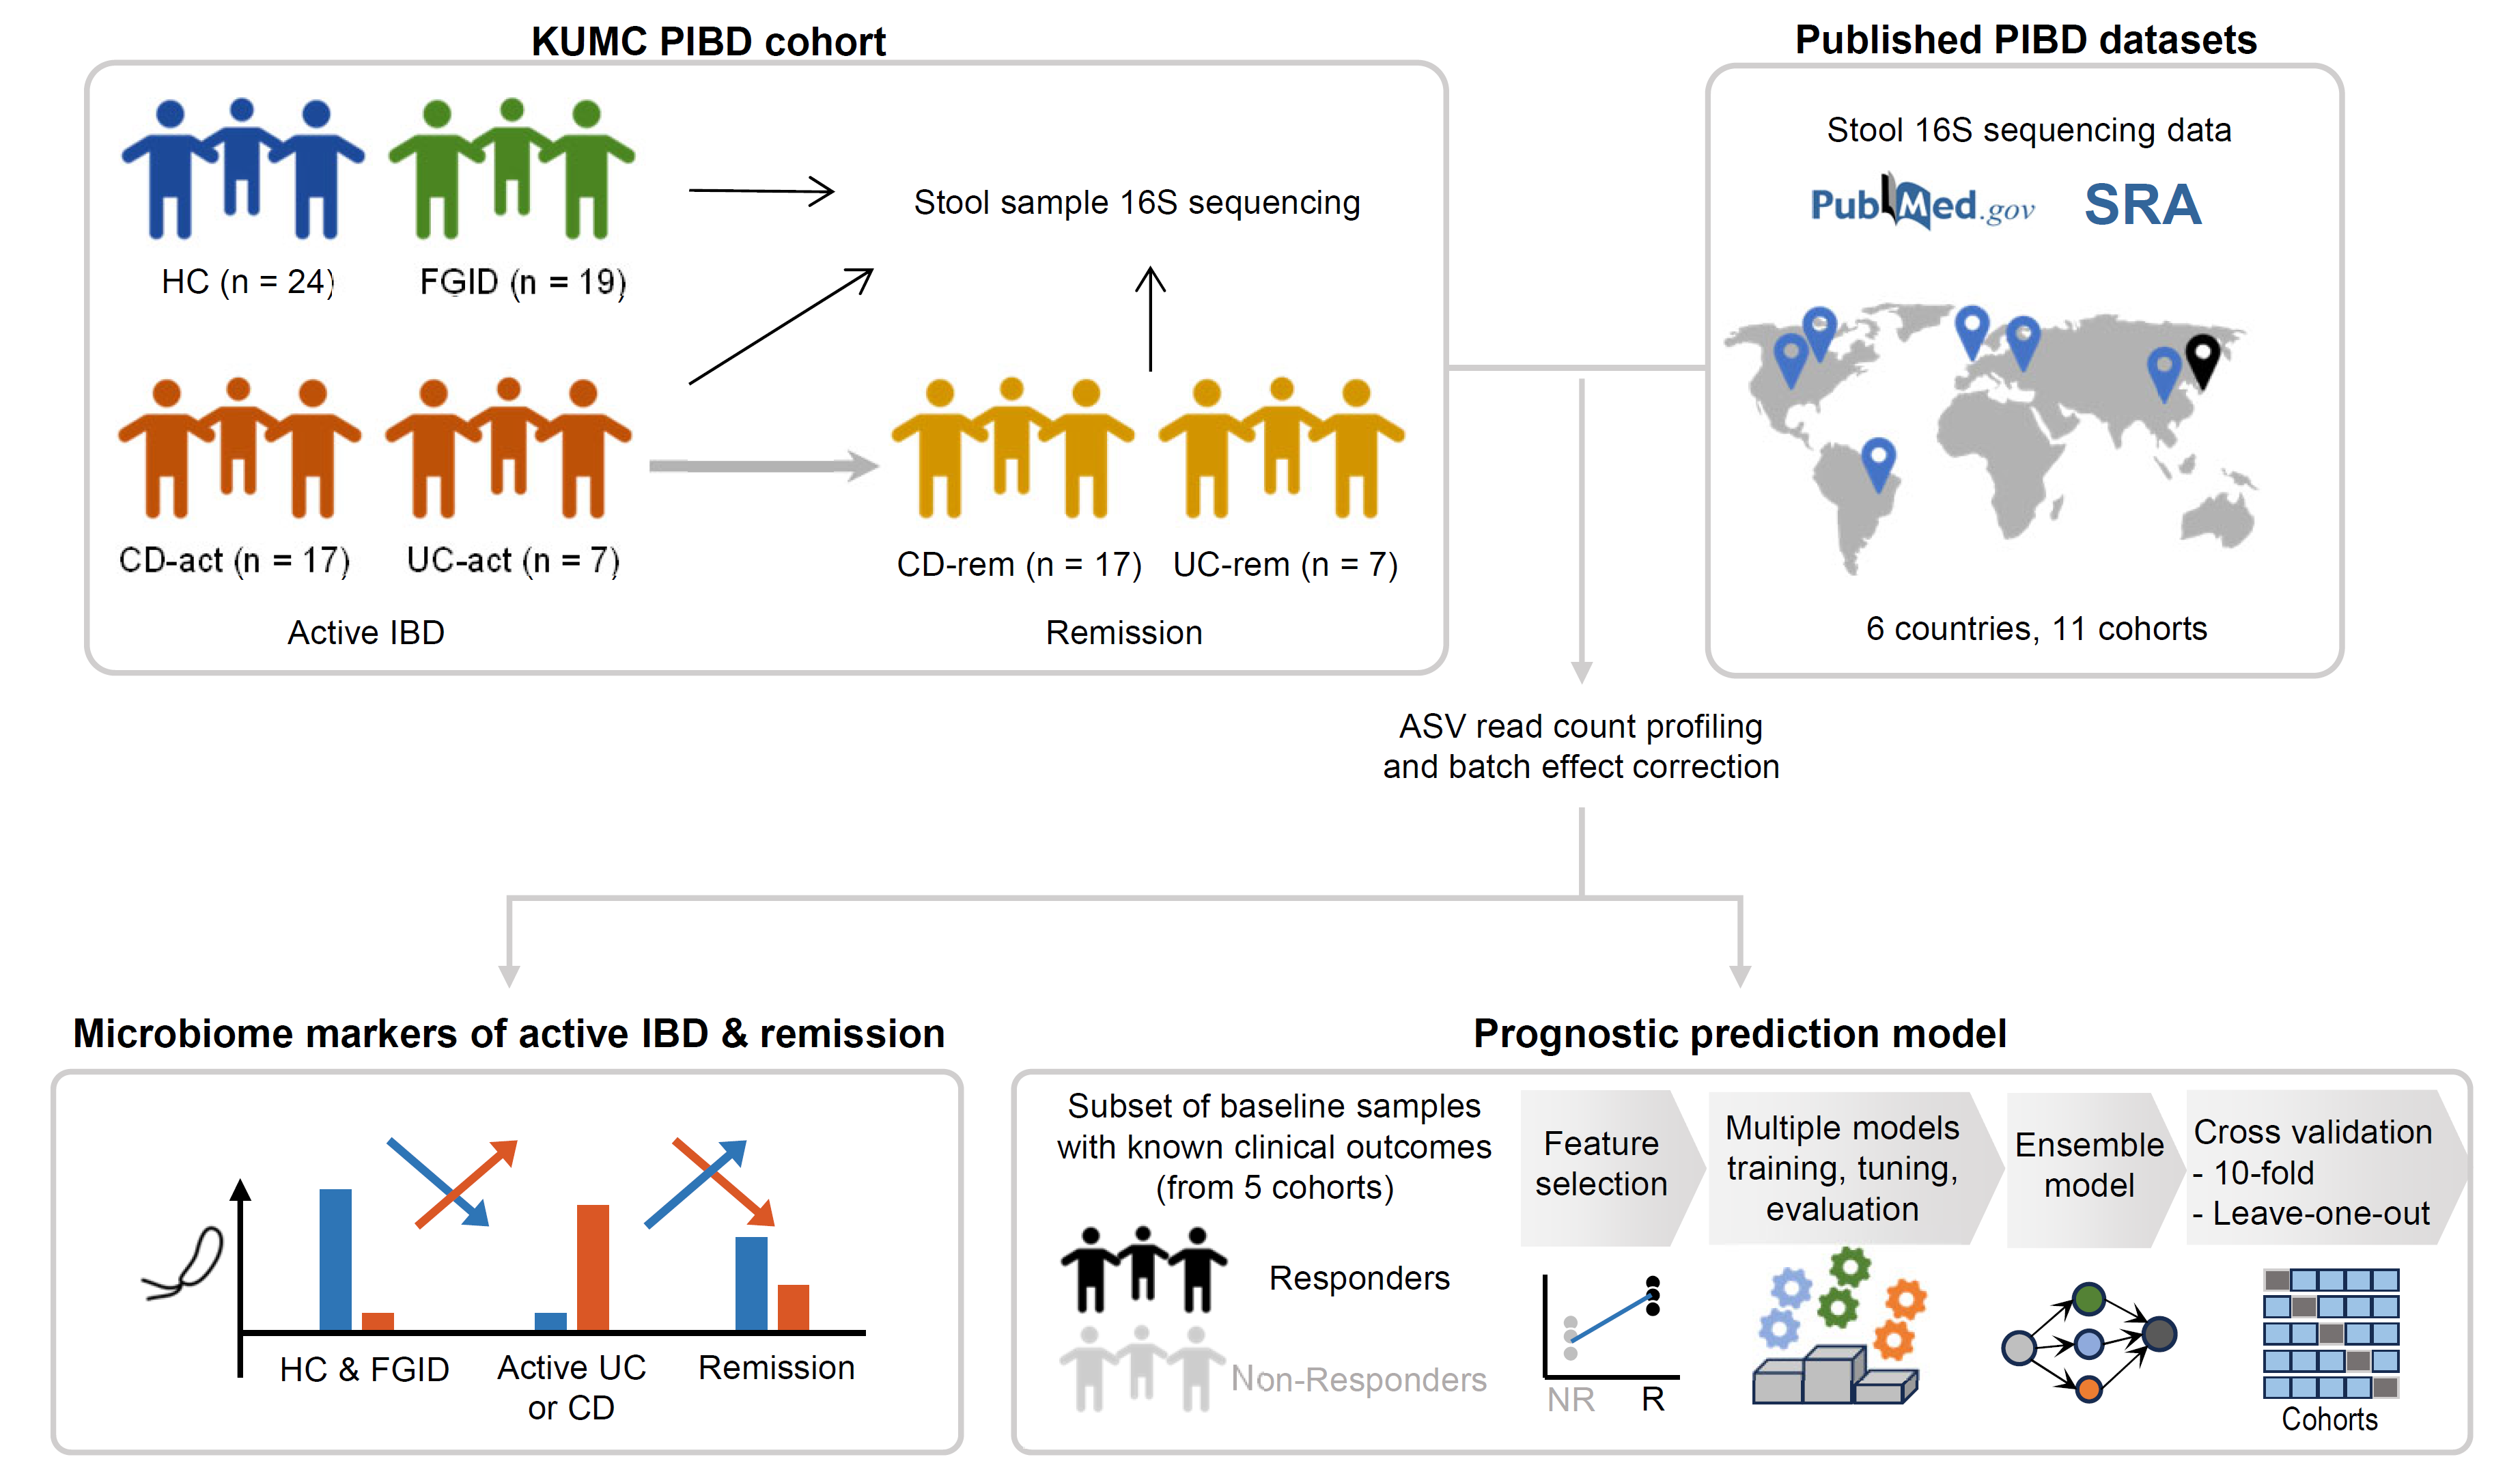 KUMC PIBD cohort
HC (n = 24)
FGID (n = 19)
Stool sample 16S sequencing
CD-act (n = 17)
UC-act (n = 7)
CD-rem (n = 17)
UC-rem (n = 7)
Active IBD
Remission
Published PIBD datasets
Stool 16S sequencing data
PubMed.gov
SRA
6 countries, 11 cohorts
ASV read count profiling
and batch effect correction
Microbiome markers of active IBD & remission
HC & FGID
Active UC
or CD
Remission
Prognostic prediction model
Subset of baseline samples
with known clinical outcomes
(from 5 cohorts)
Responders
Non-Responders
Feature
selection
NR
R
Multiple models
training, tuning,
evaluation
Ensemble
model
Cross validation
- 10-fold
- Leave-one-out
Cohorts